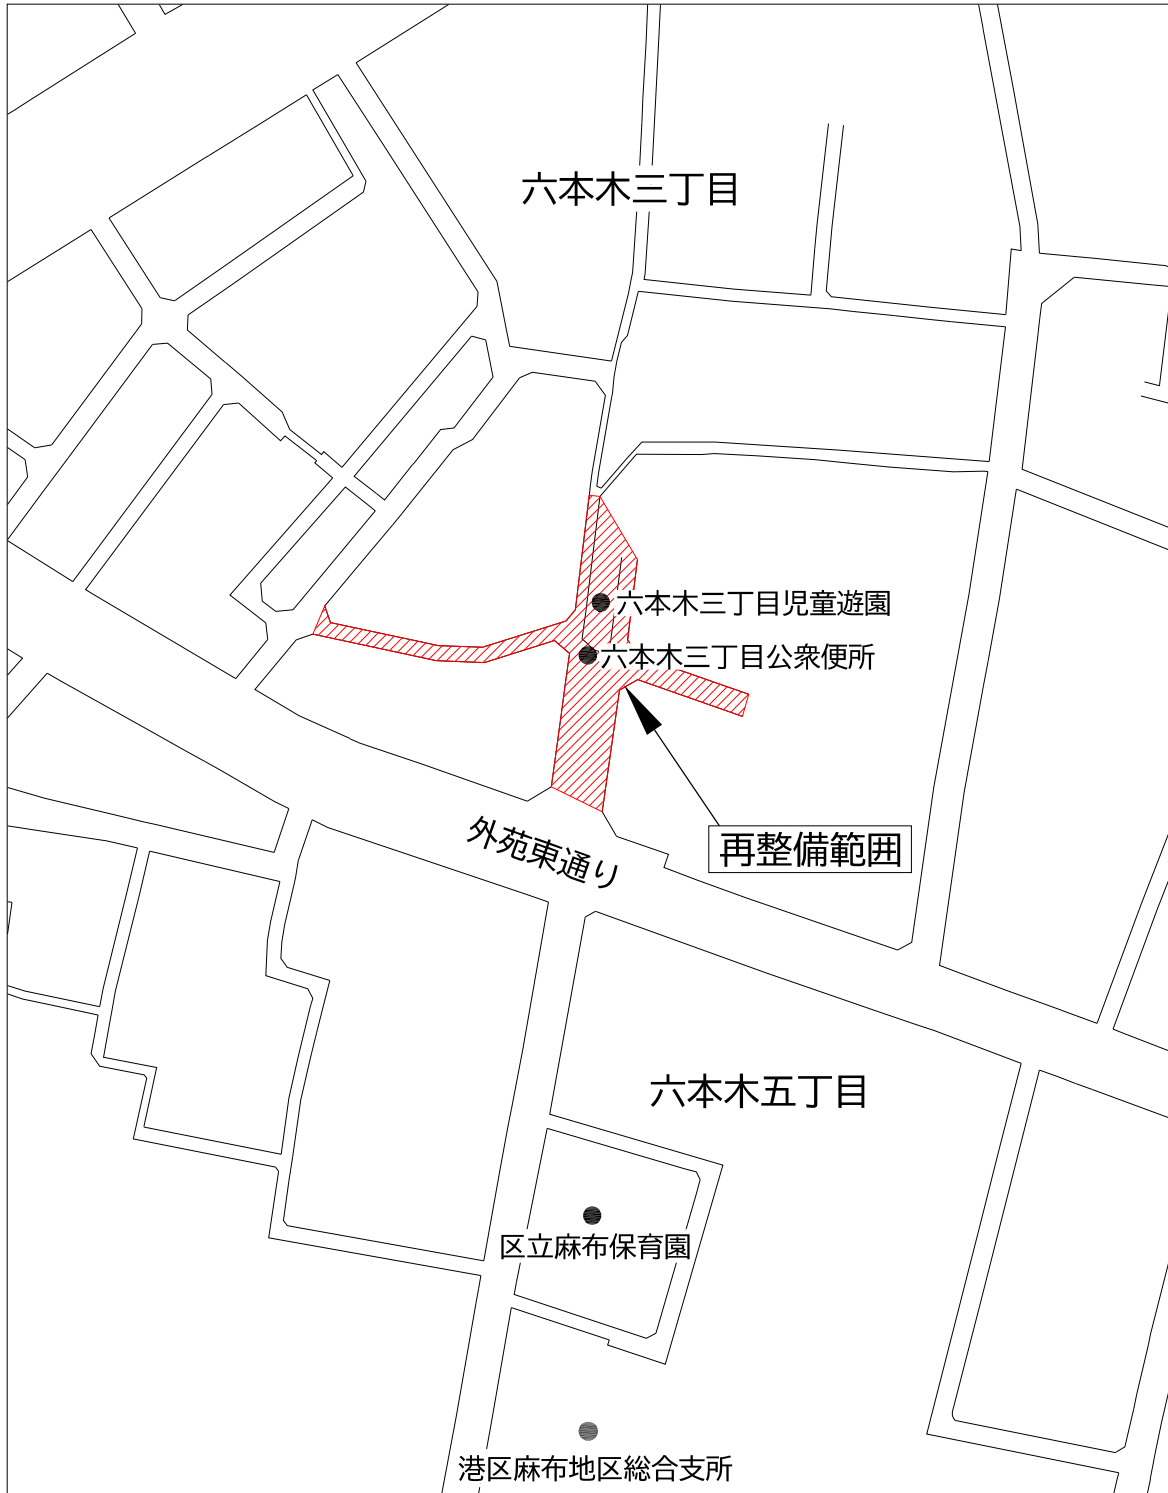 六本木三丁目
六本木三丁目児童遊園
六本木三丁目公衆便所
外苑東通り
再整備範囲
六本木五丁目
区立麻布保育園
港区麻布地区総合支所